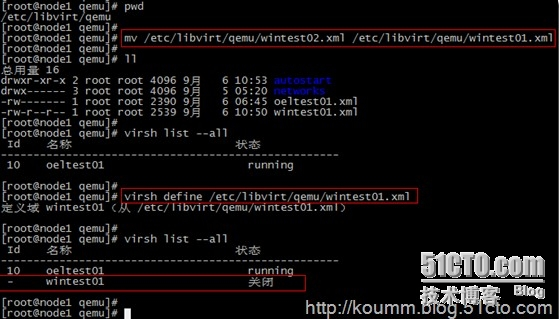 [root@node1 qemu]# pwd
/etc/libvirt/qemu
[root@node1 qemu]#
[root@node1 qemu]# mv /etc/libvirt/qemu/wintest02.xml /etc/libvirt/qemu/wintest01.xml
[root@node1 qemu]#
[root@node1 qemu]# ll
总用量 16
drwxr-xr-x 2 root root 4096 9月 6 10:53 autostart
drwx------ 3 root root 4096 9月 5 05:20 networks
-rw------- 1 root root 2390 9月 6 06:45 oeltest01.xml
-rw-r--r-- 1 root root 2539 9月 6 10:50 wintest01.xml
[root@node1 qemu]# virsh list --all
Id 名称 状态
----------------------------------------------------
10 oeltest01 running
[root@node1 qemu]#
[root@node1 qemu]# virsh define /etc/libvirt/qemu/wintest01.xml
定义域 wintest01（从 /etc/libvirt/qemu/wintest01.xml）
[root@node1 qemu]#
[root@node1 qemu]# virsh list --all
Id 名称 状态
----------------------------------------------------
10 oeltest01 running
- wintest01 关闭
[root@node1 qemu]#
[root@node1 qemu]#
51CTO.com
技术博客 Blog
http://koumm.blog.51cto.com